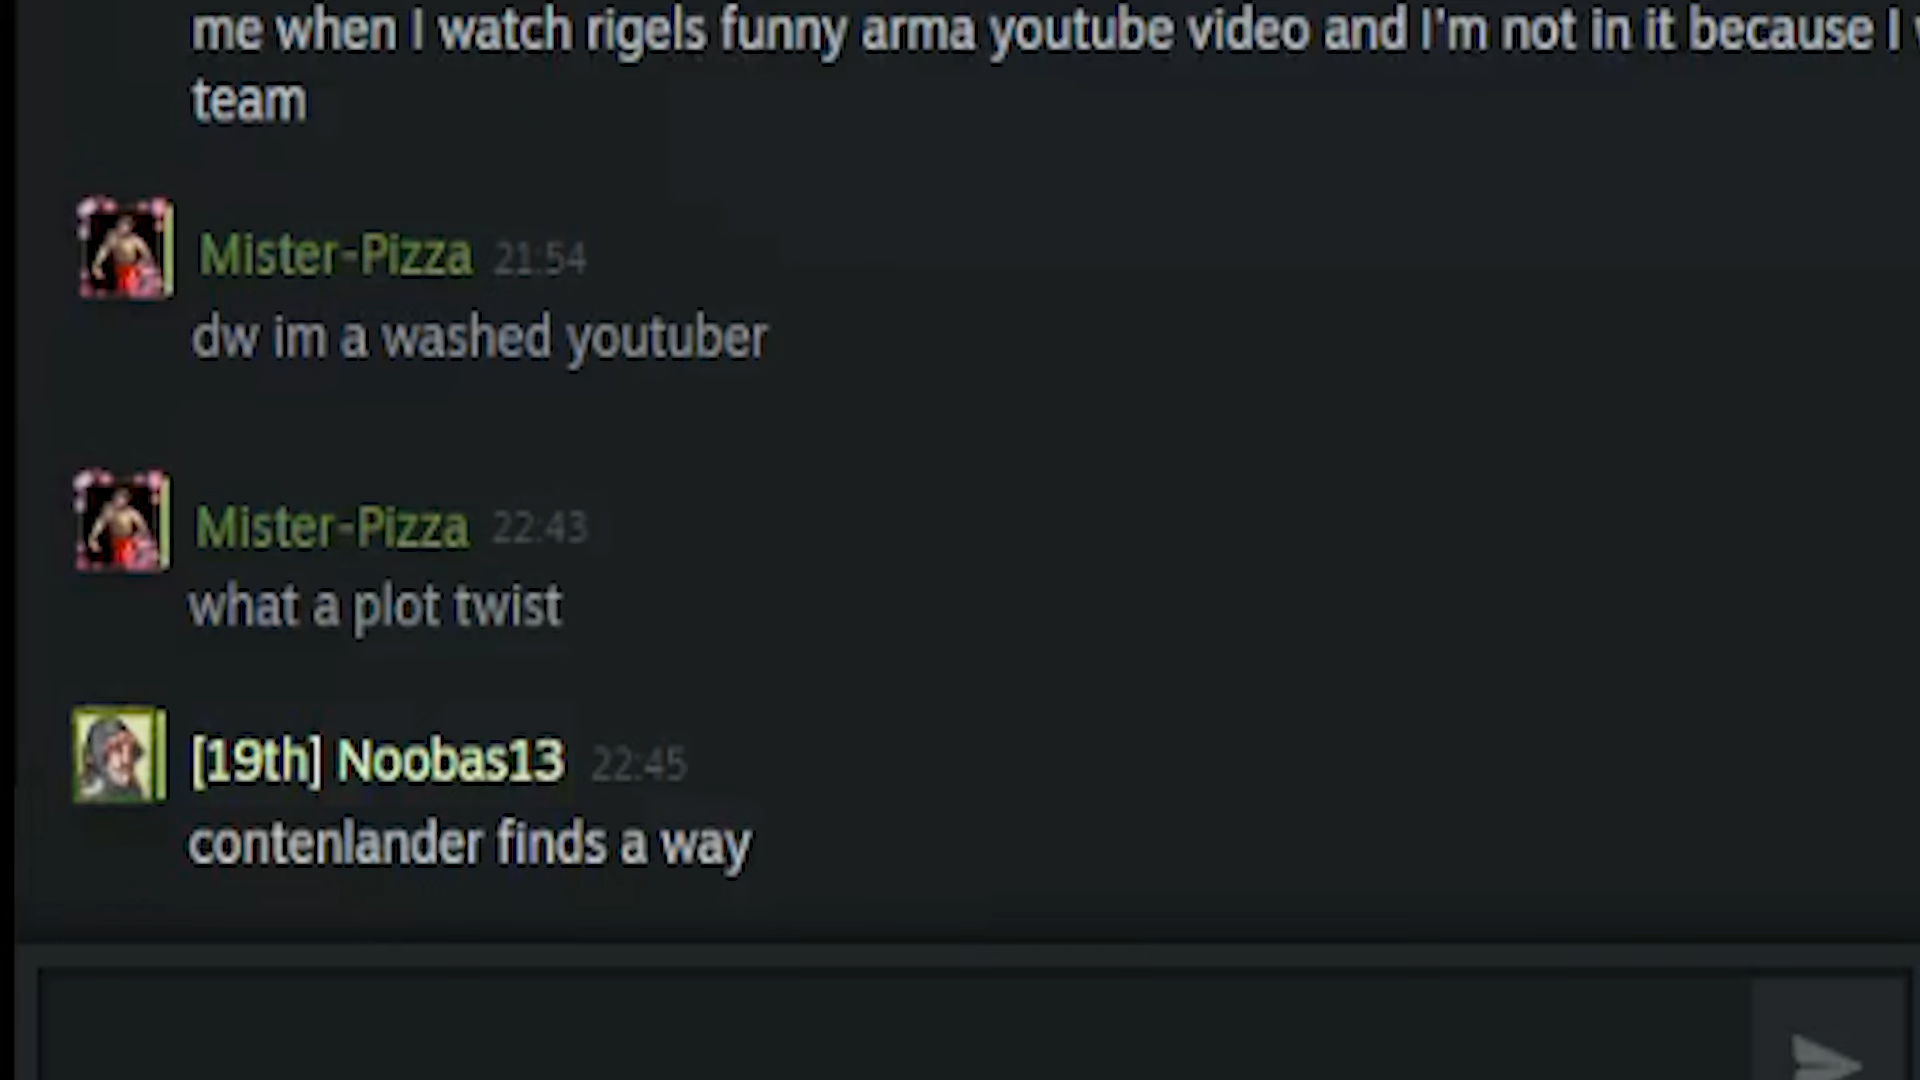 me when I watch rigels funny arma youtube video and I'm not in it because I
team
Mister-Pizza 21:54
dw im a washed youtuber
Mister-Pizza 22:43
what a plot twist
[19th] Noobas13 22:45
contenlander finds a way